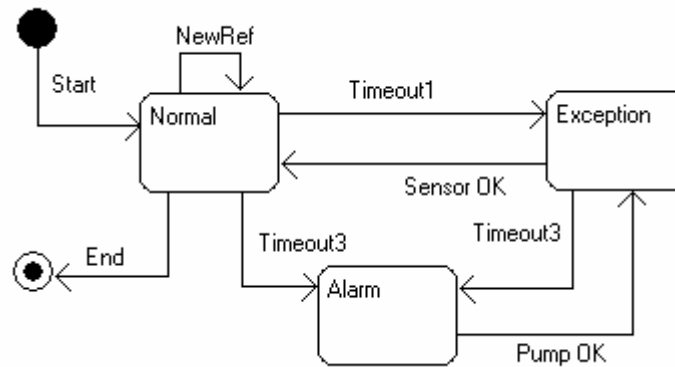 NewRef
Start
Normal
Timeout1
Exception
Sensor OK
End
Timeout3
Timeout3
Alarm
Pump OK